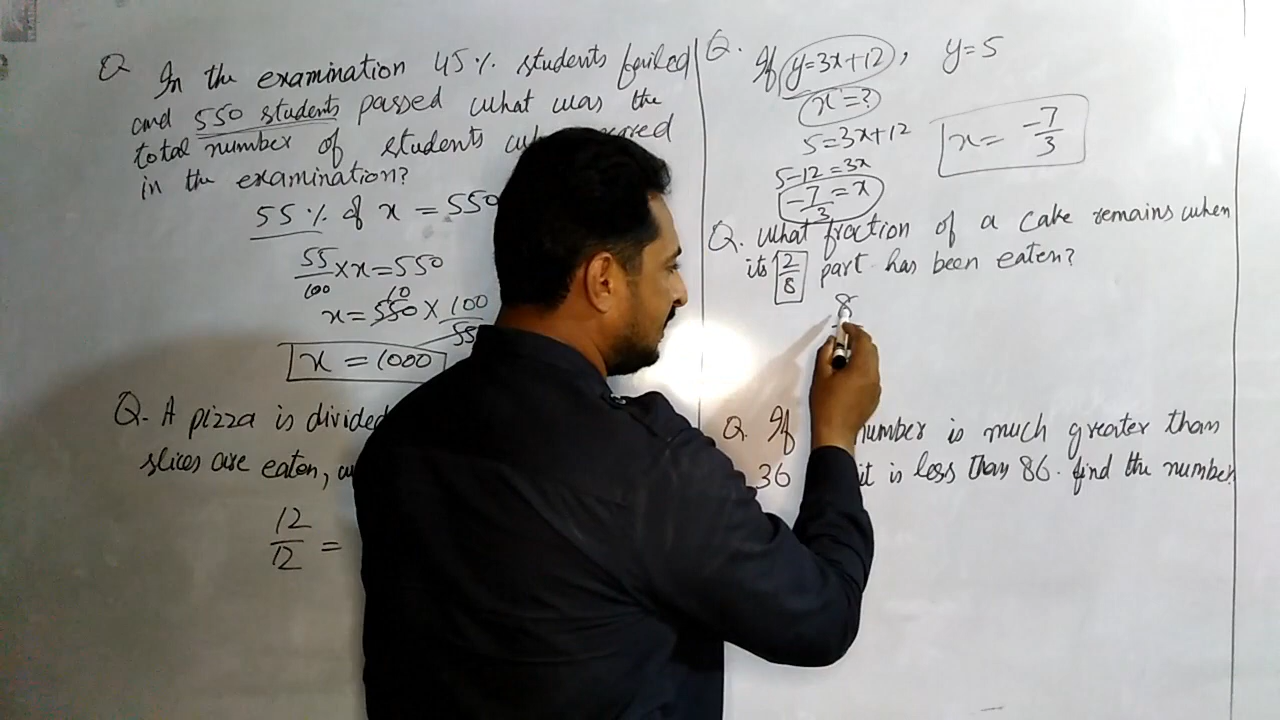 Q In the examination 45% students failed
and 550 students passed what was the
total number of students
in the examination?
55% of x = 550
55/100 × x = 550
10
x = 550 × 100/55
x = 1000
Q. A pizza is divided
slices are eaten,
12/12 =
Q. If y=3x+12, y=5
x=?
5=3x+12
x = -7/3
5-12=3x
-7/3 = x
Q. What fraction of a cake remains when
its 2/8 part has been eaten?
8
Q. If number is much greater than
36 it is less than 86. find the number.